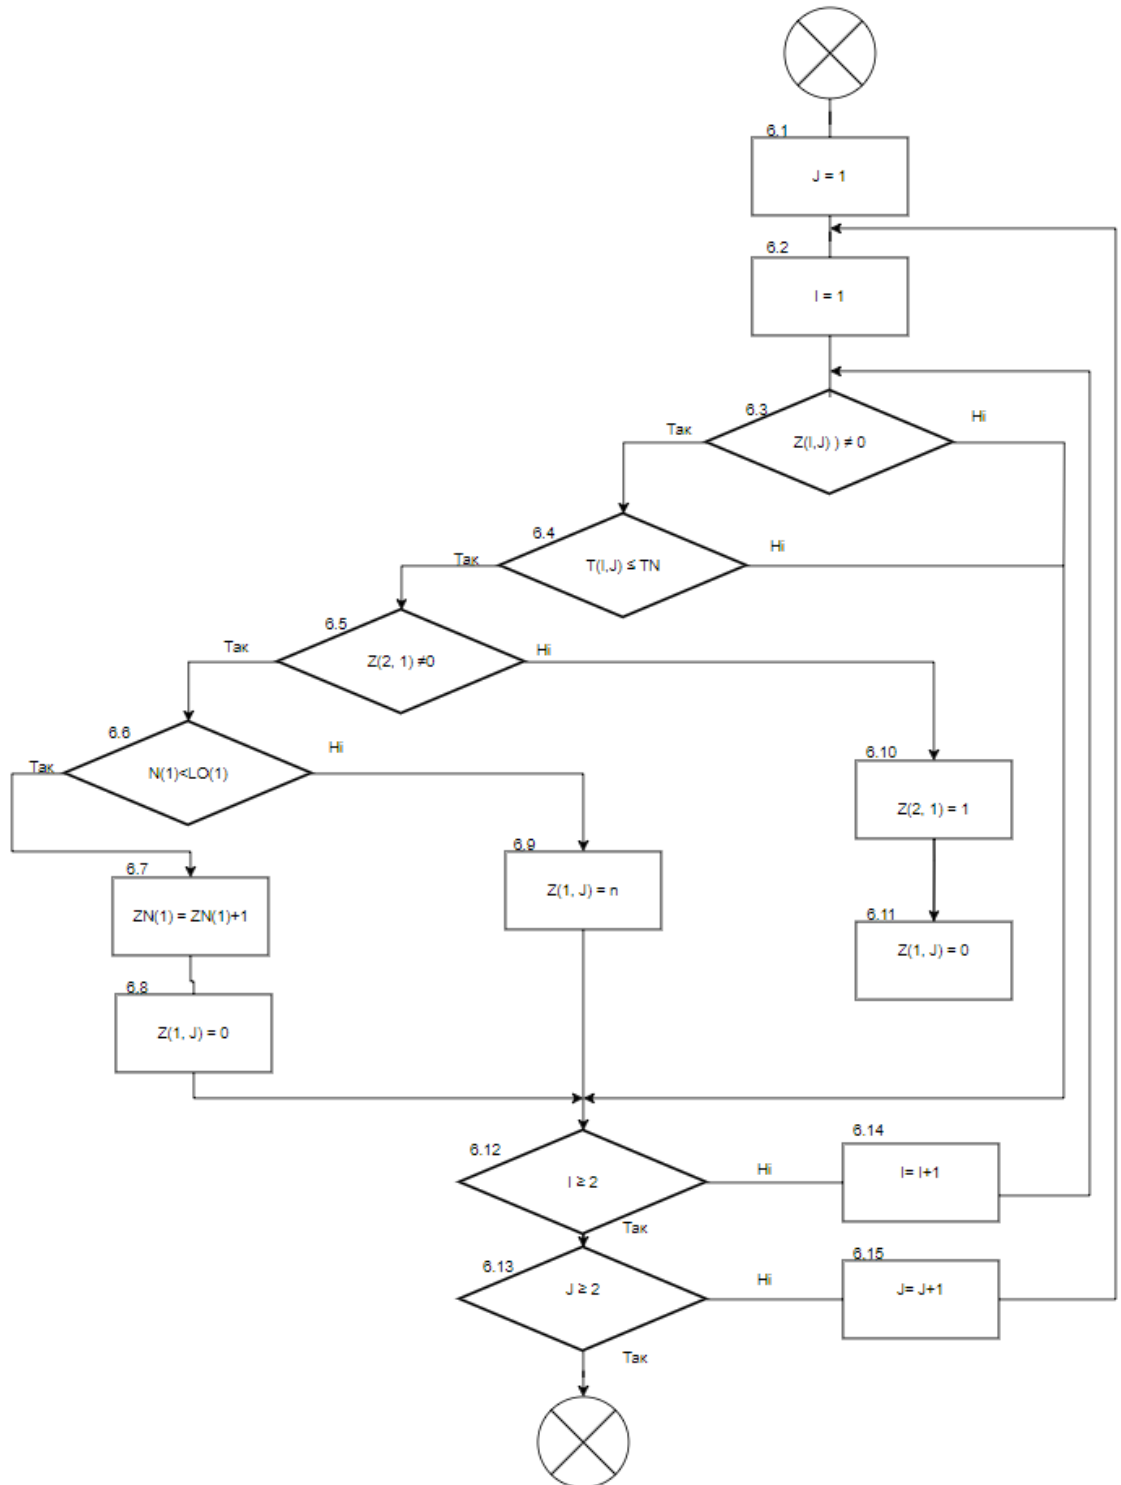 6.1
J = 1
6.2
I = 1
6.3
Z(I,J) ) ≠ 0
Так
Ні
6.4
T(I,J) ≤ TN
Так
Ні
6.5
Z(2, 1) ≠0
Так
Ні
6.6
N(1)<LO(1)
Так
Ні
6.7
ZN(1) = ZN(1)+1
6.8
Z(1, J) = 0
6.9
Z(1, J) = n
6.10
Z(2, 1) = 1
6.11
Z(1, J) = 0
6.12
I ≥ 2
Ні
Так
6.14
I= I+1
6.13
J ≥ 2
Ні
Так
6.15
J= J+1